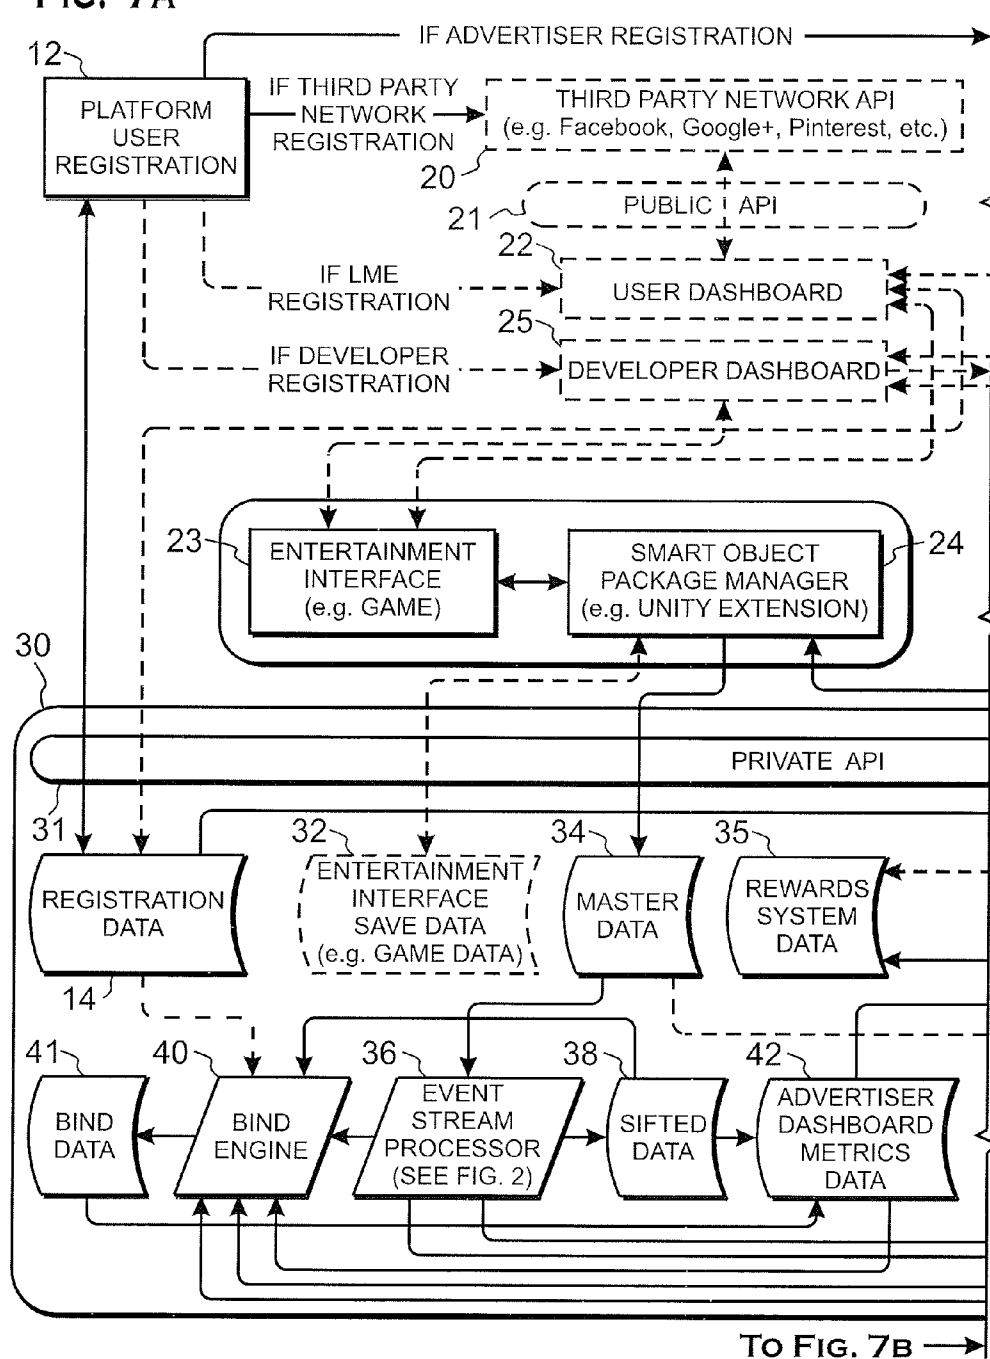 FIG. 7A
IF ADVERTISER REGISTRATION
12
PLATFORM
USER
REGISTRATION
IF THIRD PARTY
NETWORK
REGISTRATION
THIRD PARTY NETWORK API
(e.g. Facebook, Google+, Pinterest, etc.)
20
21
PUBLIC API
22
IF LME
REGISTRATION
USER DASHBOARD
25
IF DEVELOPER
REGISTRATION
DEVELOPER DASHBOARD
23
ENTERTAINMENT
INTERFACE
(e.g. GAME)
SMART OBJECT
PACKAGE MANAGER
(e.g. UNITY EXTENSION)
24
30
PRIVATE API
31
32
34
35
REGISTRATION
DATA
ENTERTAINMENT
INTERFACE
SAVE DATA
(e.g. GAME DATA)
MASTER
DATA
REWARDS
SYSTEM
DATA
14
41
40
36
38
42
BIND
DATA
BIND
ENGINE
EVENT
STREAM
PROCESSOR
(SEE FIG. 2)
SIFTED
DATA
ADVERTISER
DASHBOARD
METRICS
DATA
TO FIG. 7B